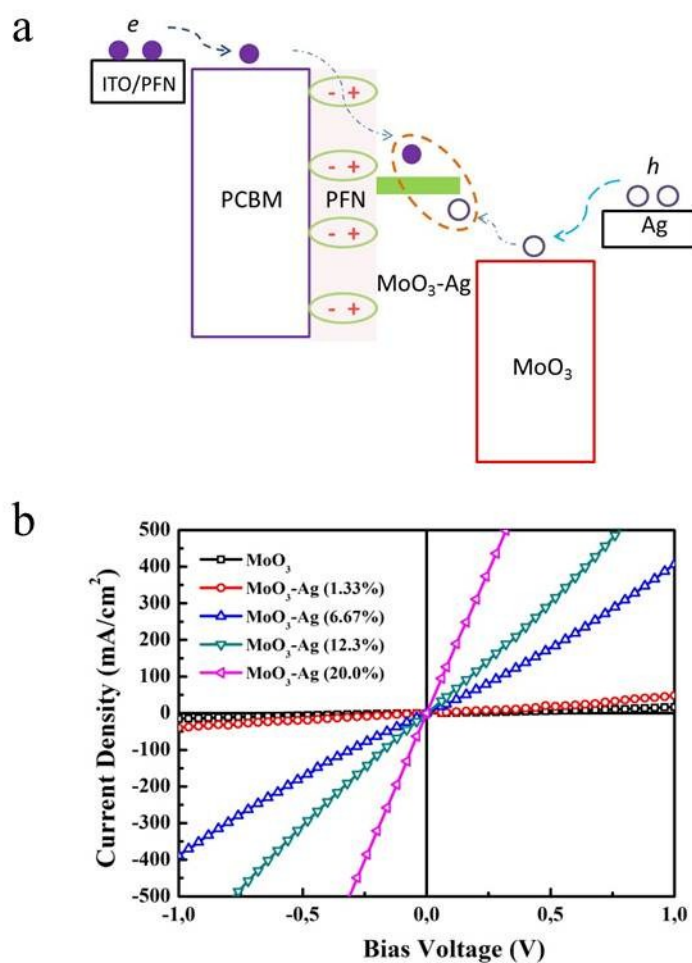 a
e
ITO/PFN
- +
- +
PCBM
PFN
- +
- +
h
Ag
MoO₃-Ag
MoO₃
b
500
400
300
200
100
0
-100
-200
-300
-400
-500
Current Density (mA/cm²)
MoO₃
MoO₃-Ag (1.33%)
MoO₃-Ag (6.67%)
MoO₃-Ag (12.3%)
MoO₃-Ag (20.0%)
-1,0 -0,5 0,0 0,5 1,0
Bias Voltage (V)